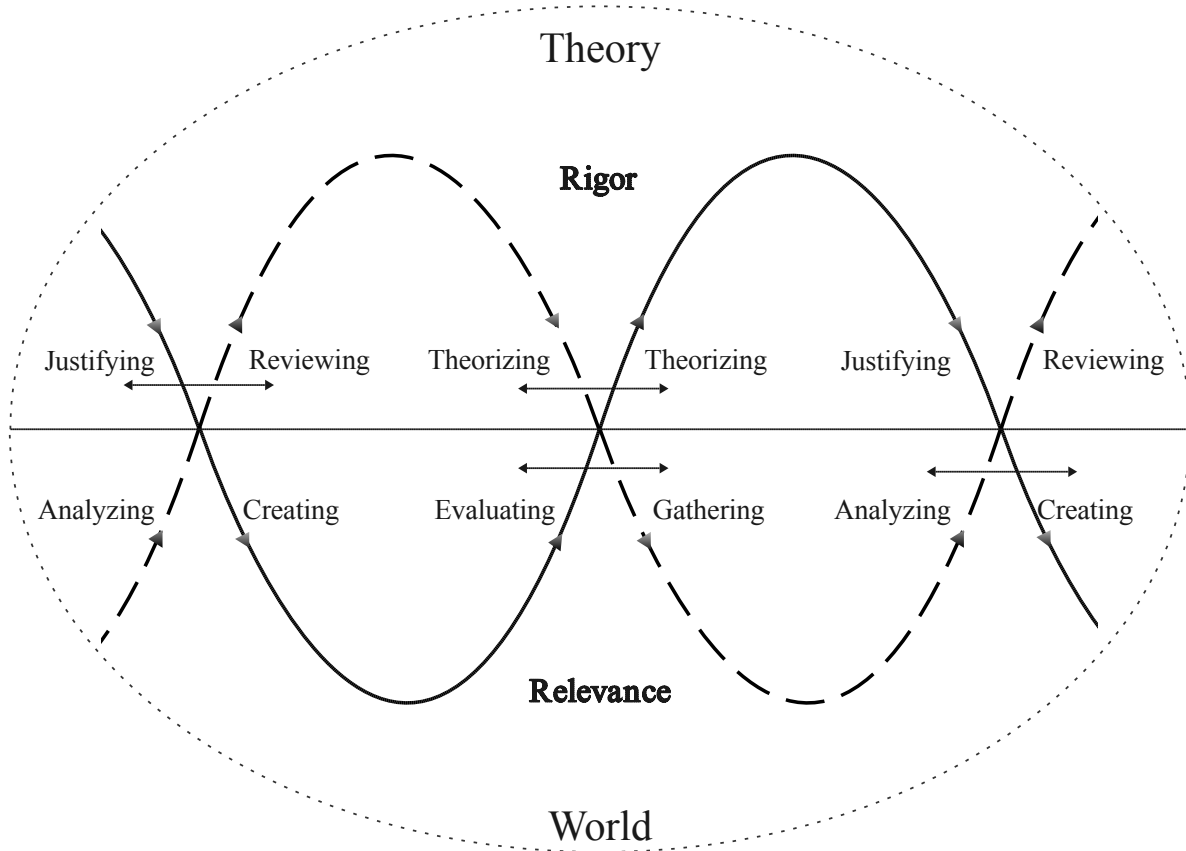 Theory
Rigor
Justifying
Reviewing
Theorizing
Theorizing
Justifying
Reviewing
Analyzing
Creating
Evaluating
Gathering
Analyzing
Creating
Relevance
World